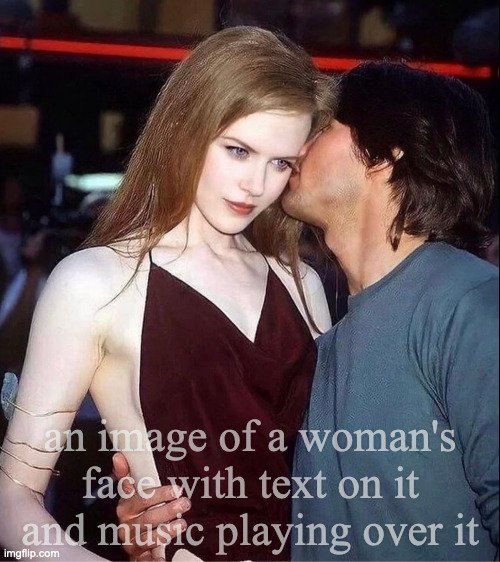 an image of a woman's
face with text on it
and music playing over it
imgflip.com